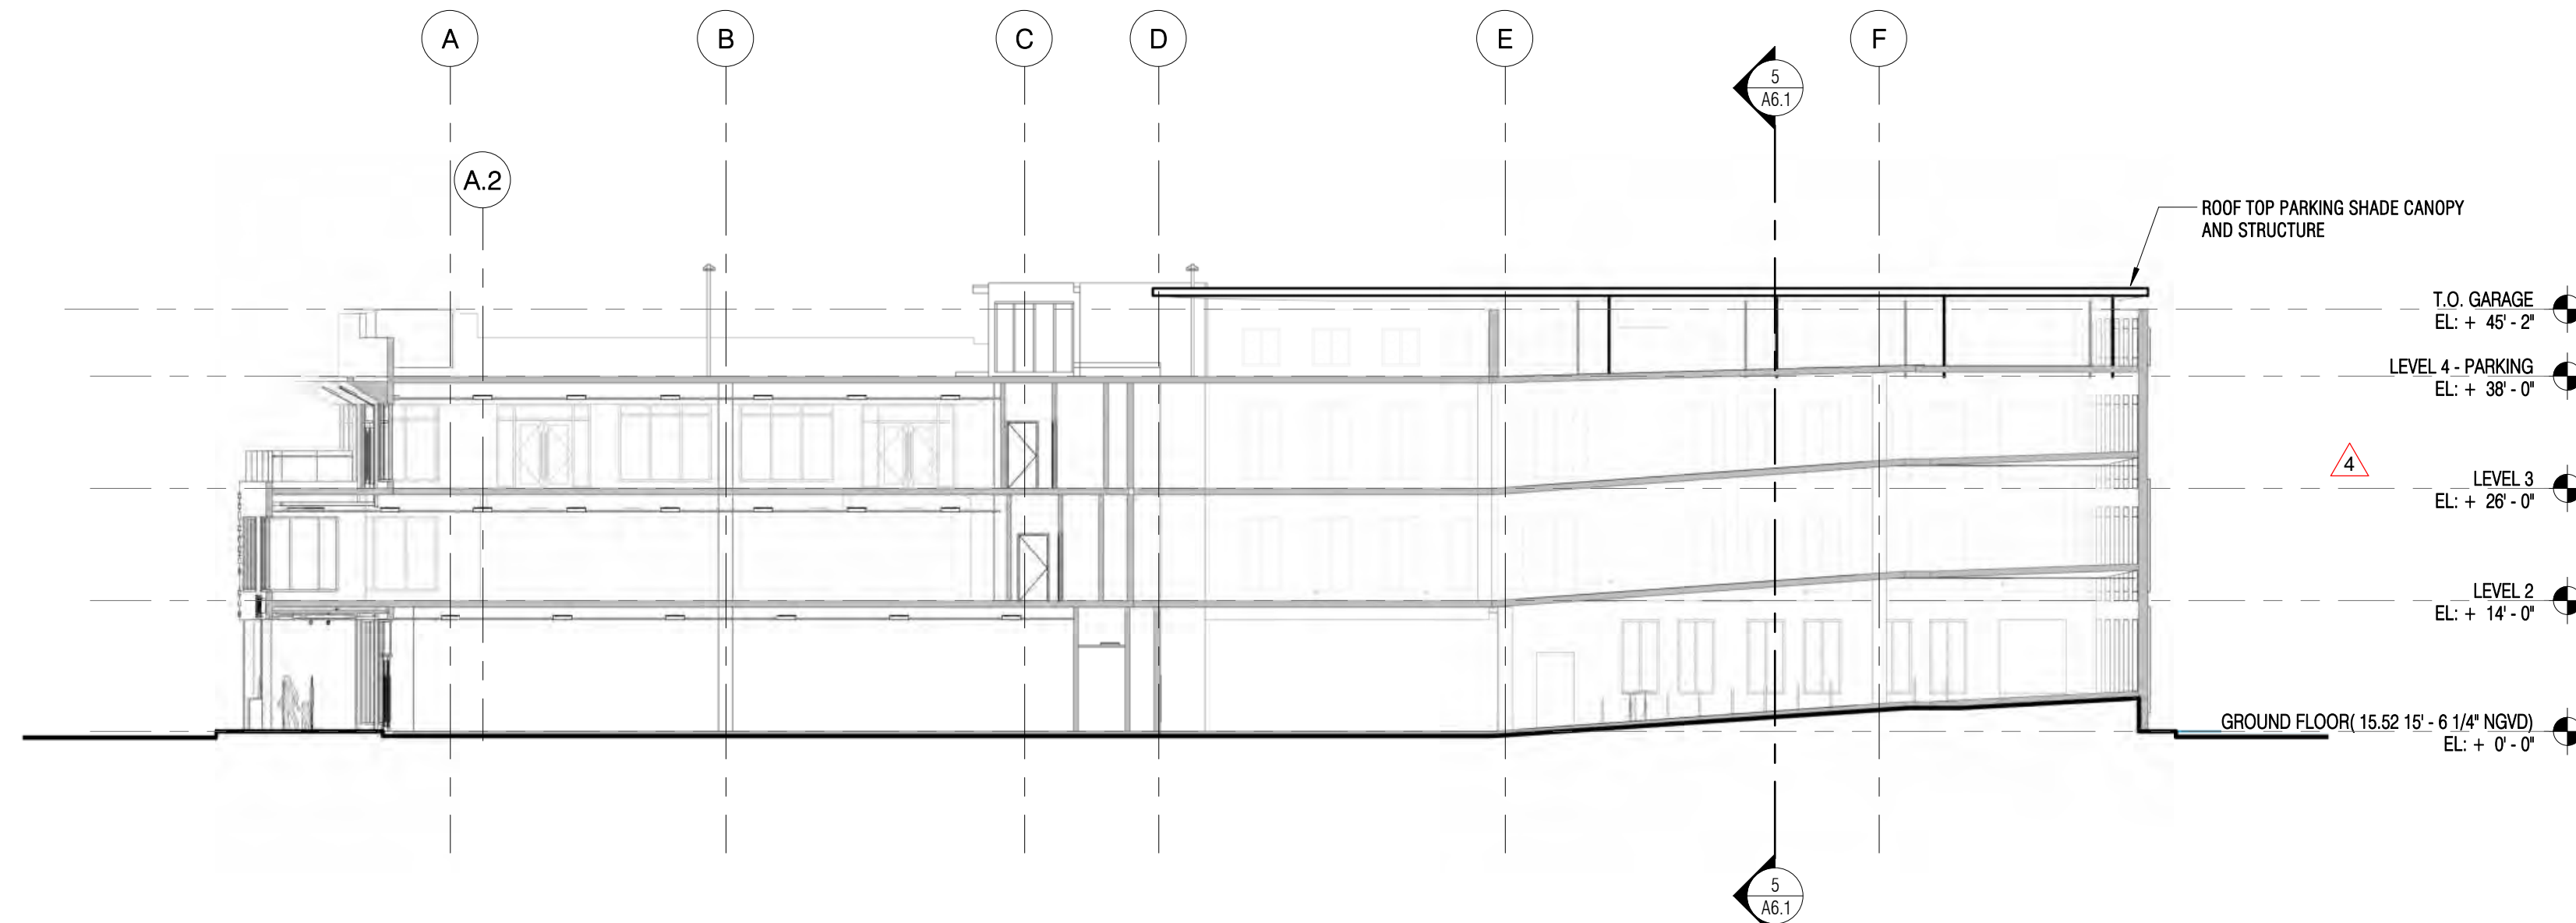 A
B
C
D
E
F
5
A6.1
A.2
ROOF TOP PARKING SHADE CANOPY
AND STRUCTURE
T.O. GARAGE
EL: + 45' - 2"
LEVEL 4 - PARKING
EL: + 38' - 0"
4
LEVEL 3
EL: + 26' - 0"
LEVEL 2
EL: + 14' - 0"
GROUND FLOOR( 15.52 15' - 6 1/4" NGVD)
EL: + 0' - 0"
5
A6.1